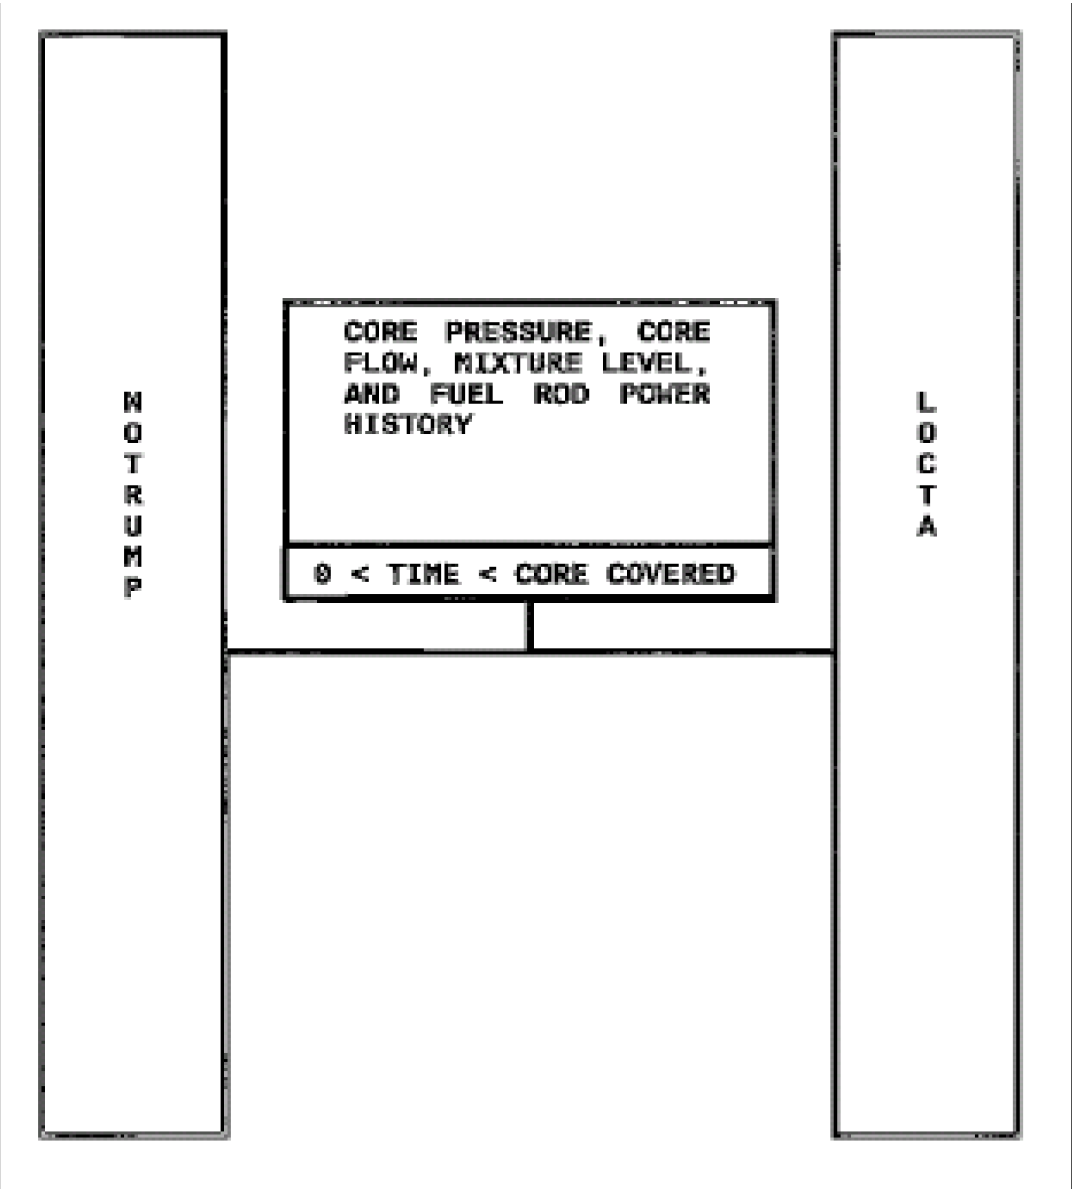 NOTRUMP
CORE PRESSURE, CORE
FLOW, MIXTURE LEVEL,
AND FUEL ROD POWER
HISTORY
0 < TIME < CORE COVERED
LOCTA